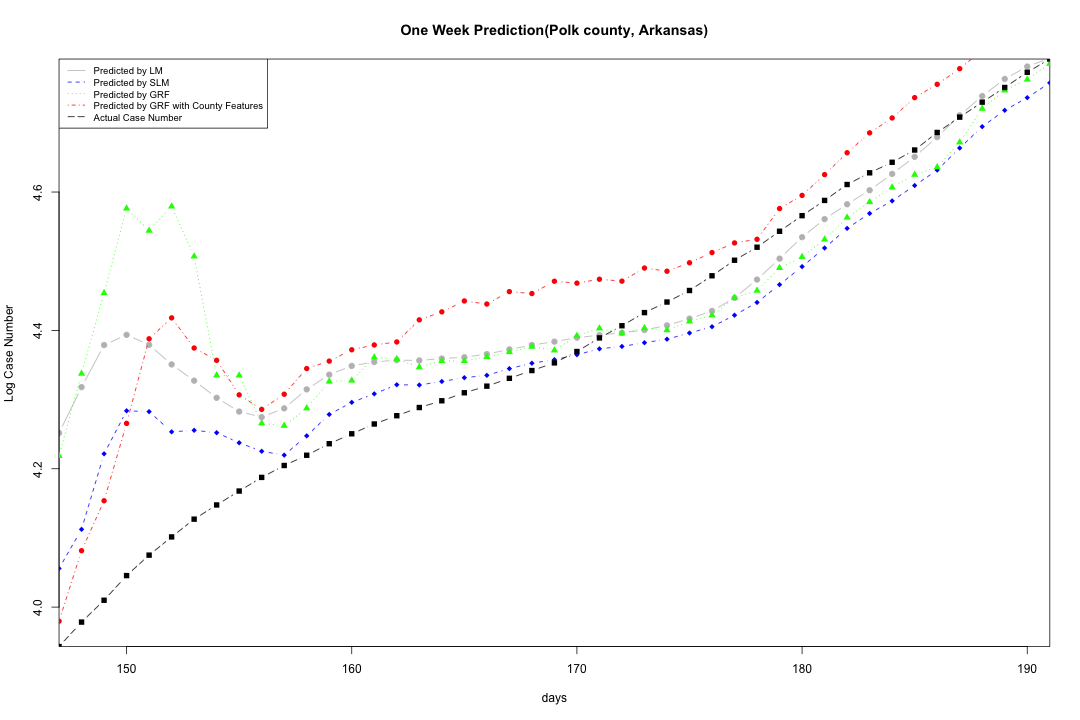 One Week Prediction(Polk county, Arkansas)
Predicted by LM
Predicted by SLM
Predicted by GRF
Predicted by GRF with County Features
Actual Case Number
Log Case Number
4.6
4.4
4.2
4.0
150 160 170 180 190
days